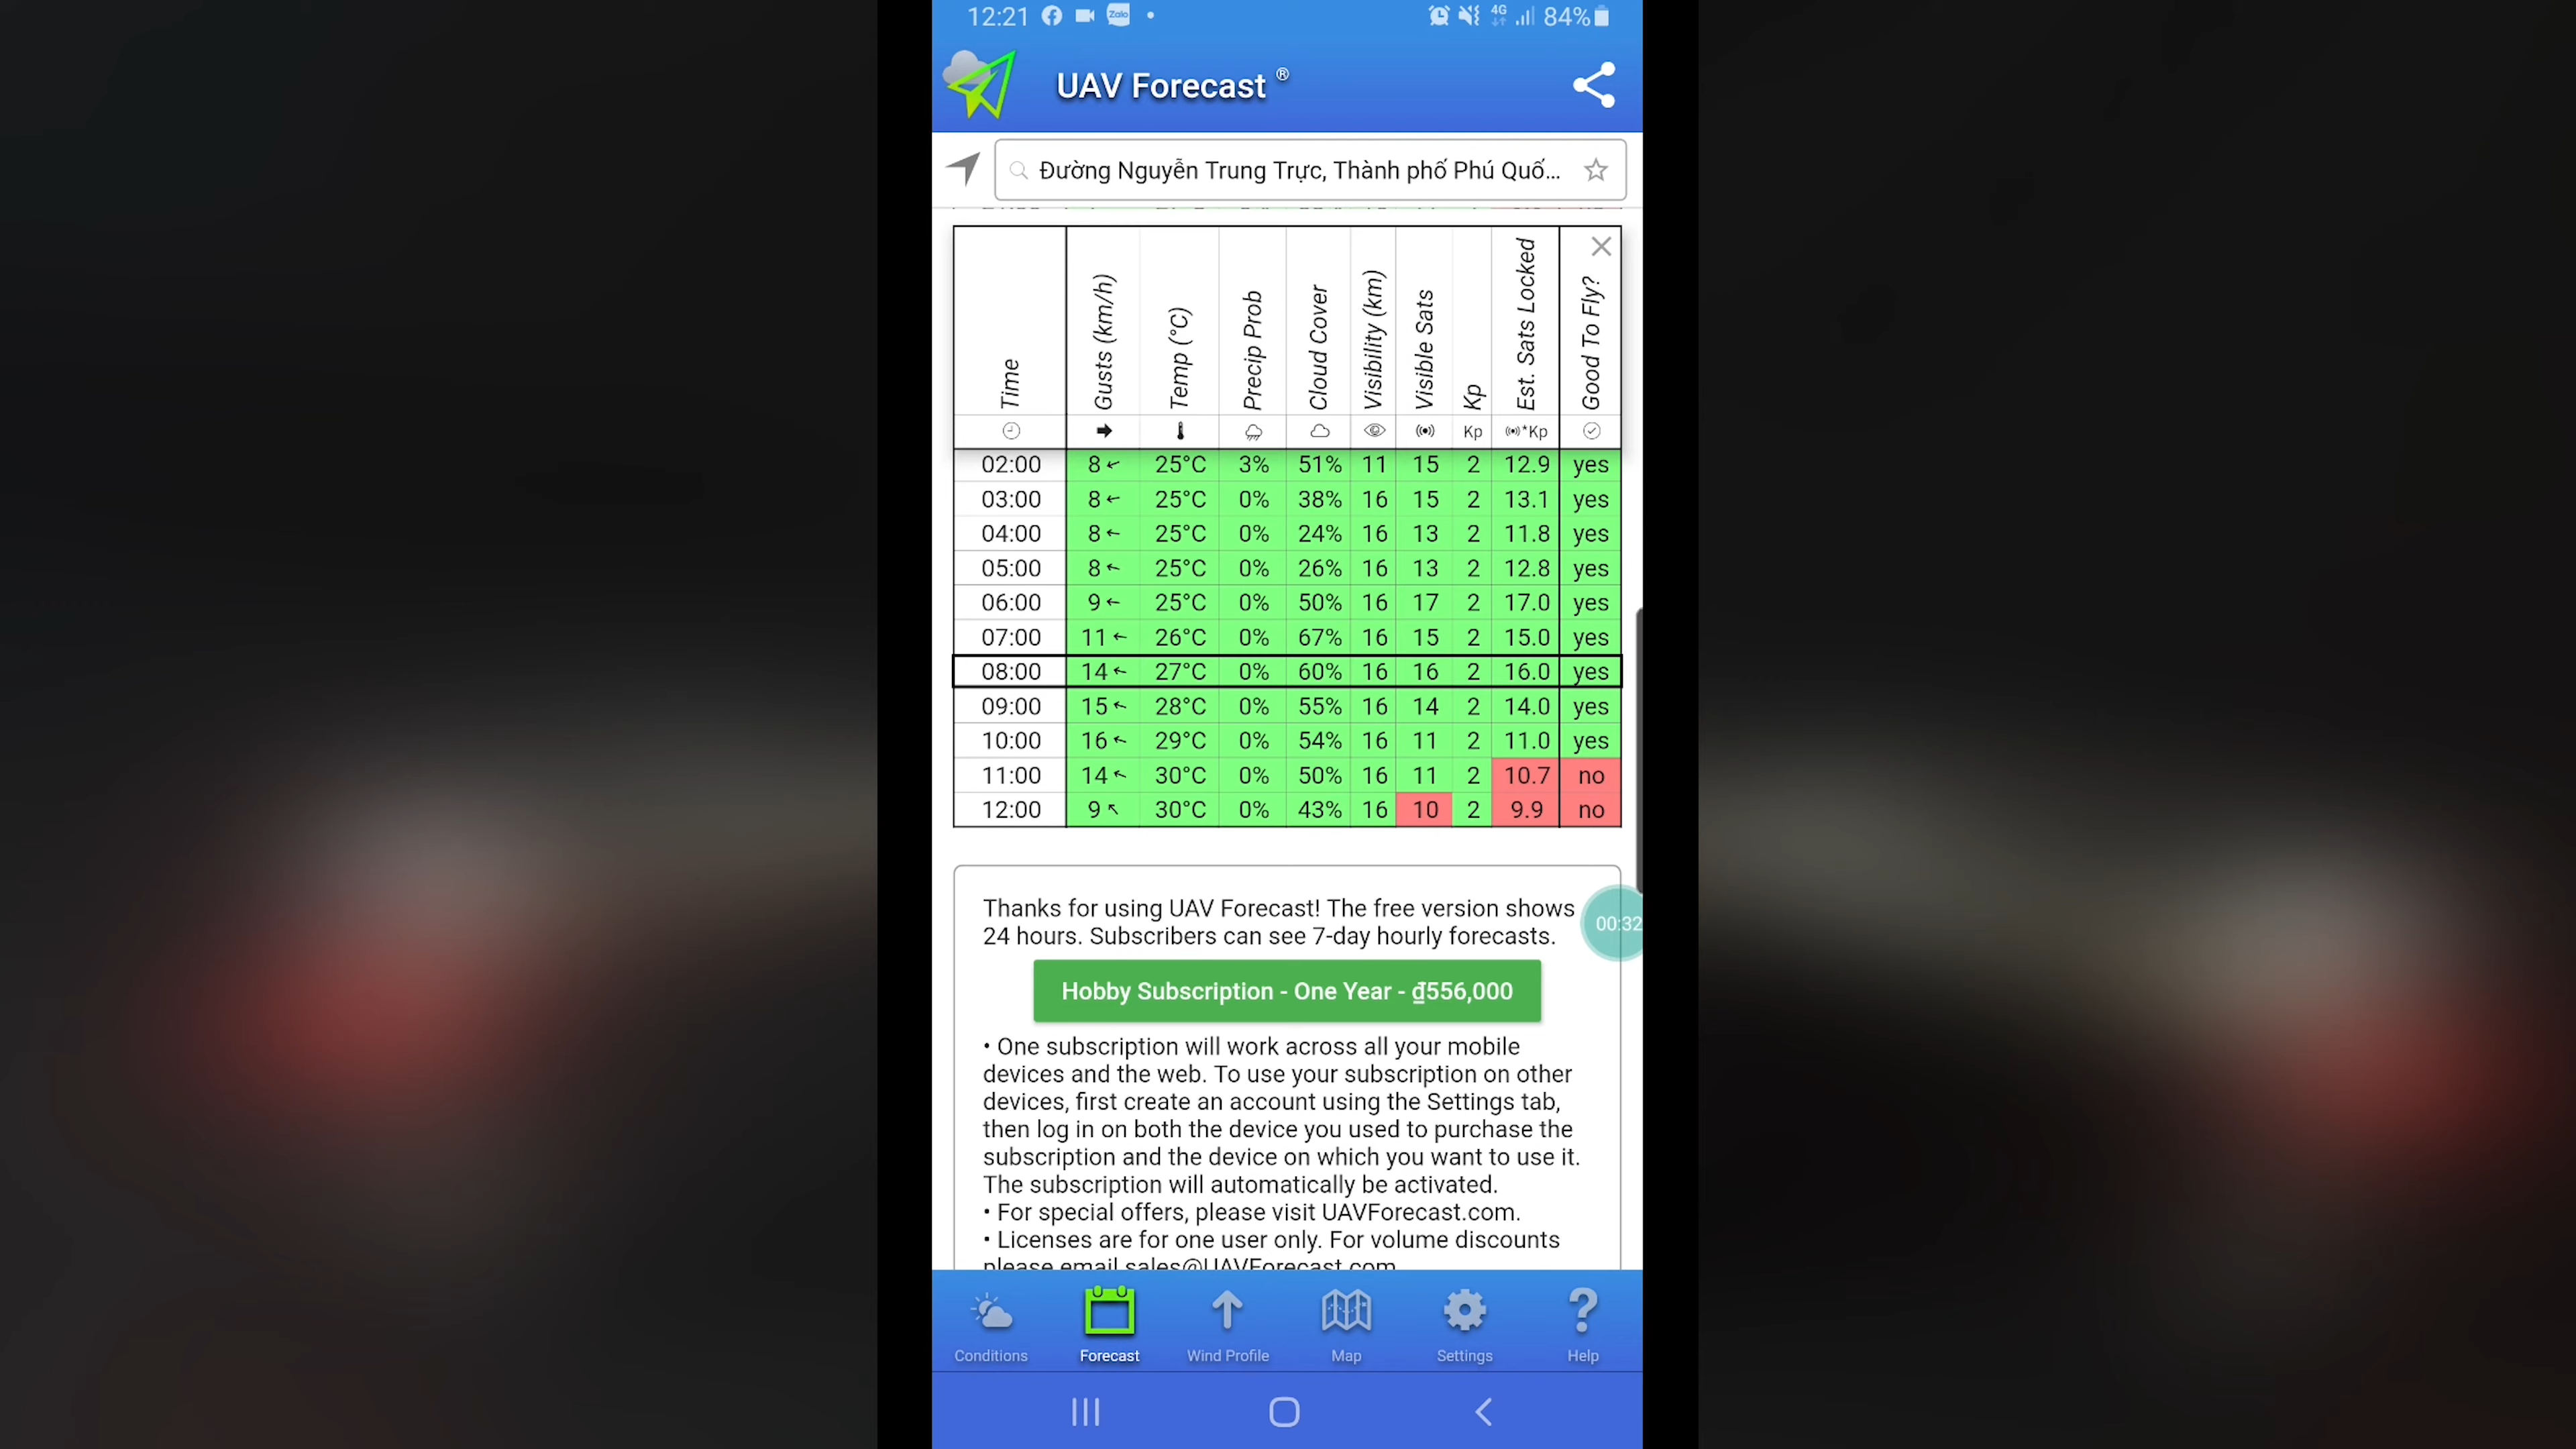 12:21 Zalo 4G 84%
UAV Forecast ®
Đường Nguyễn Trung Trực, Thành phố Phú Quố...
Time Gusts (km/h) Temp (°C) Precip Prob Cloud Cover Visibility (km) Visible Sats Kp Est. Sats Locked Good To Fly?
Kp *Kp
02:00 8 25°C 3% 51% 11 15 2 12.9 yes
03:00 8 25°C 0% 38% 16 15 2 13.1 yes
04:00 8 25°C 0% 24% 16 13 2 11.8 yes
05:00 8 25°C 0% 26% 16 13 2 12.8 yes
06:00 9 25°C 0% 50% 16 17 2 17.0 yes
07:00 11 26°C 0% 67% 16 15 2 15.0 yes
08:00 14 27°C 0% 60% 16 16 2 16.0 yes
09:00 15 28°C 0% 55% 16 14 2 14.0 yes
10:00 16 29°C 0% 54% 16 11 2 11.0 yes
11:00 14 30°C 0% 50% 16 11 2 10.7 no
12:00 9 30°C 0% 43% 16 10 2 9.9 no
Thanks for using UAV Forecast! The free version shows
24 hours. Subscribers can see 7-day hourly forecasts.
00:32
Hobby Subscription - One Year - ₫556,000
• One subscription will work across all your mobile
devices and the web. To use your subscription on other
devices, first create an account using the Settings tab,
then log in on both the device you used to purchase the
subscription and the device on which you want to use it.
The subscription will automatically be activated.
• For special offers, please visit UAVForecast.com.
• Licenses are for one user only. For volume discounts
please email sales@UAVForecast.com
Conditions Forecast Wind Profile Map Settings Help